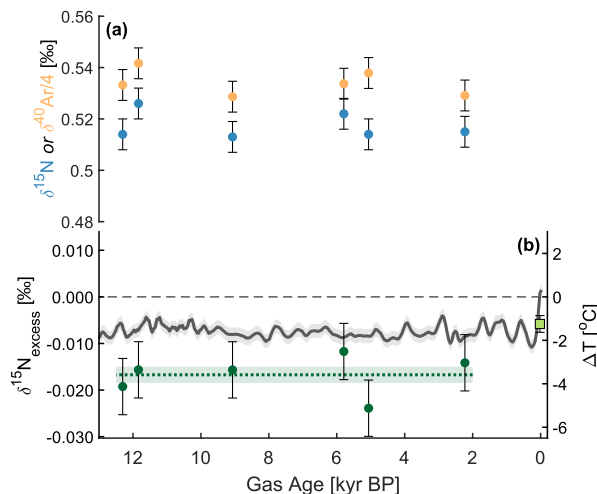 (a)
0.56
0.54
0.52
0.5
0.48
δ¹⁵N or δ⁴⁰Ar/4 [‰]
(b)
0.010
0.000
-0.010
-0.020
-0.030
δ¹⁵Nₑₓcₑₛₛ [‰]
2
0
-2
-4
-6
ΔT [°C]
12 10 8 6 4 2 0
Gas Age [kyr BP]